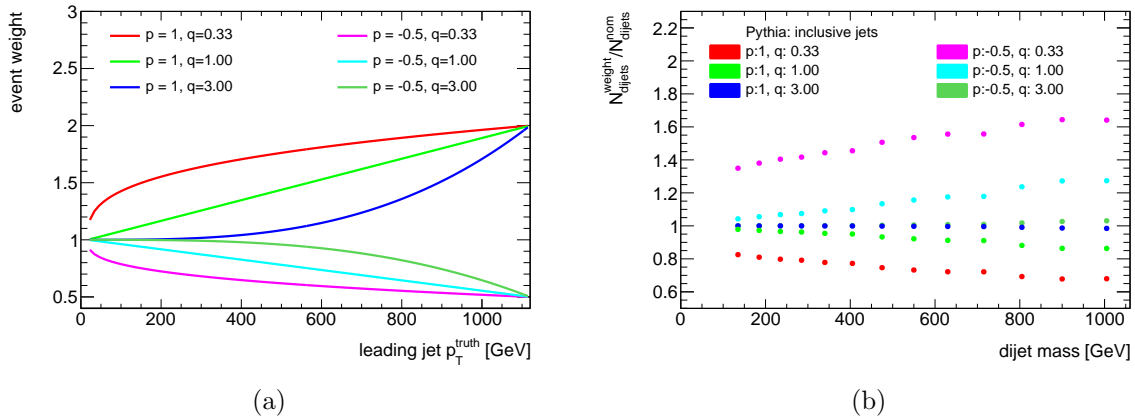 event weight
3
2.5
2
1.5
1
0.5
p = 1, q=0.33
p = 1, q=1.00
p = 1, q=3.00
p = -0.5, q=0.33
p = -0.5, q=1.00
p = -0.5, q=3.00
0 200 400 600 800 1000
leading jet p_T^truth [GeV]
(a)
N_dijets^weight/N_dijets^nom
2.2
2
1.8
1.6
1.4
1.2
1
0.8
0.6
Pythia: inclusive jets
p:1, q: 0.33
p:1, q: 1.00
p:1, q: 3.00
p:-0.5, q: 0.33
p:-0.5, q: 1.00
p:-0.5, q: 3.00
0 200 400 600 800 1000
dijet mass [GeV]
(b)